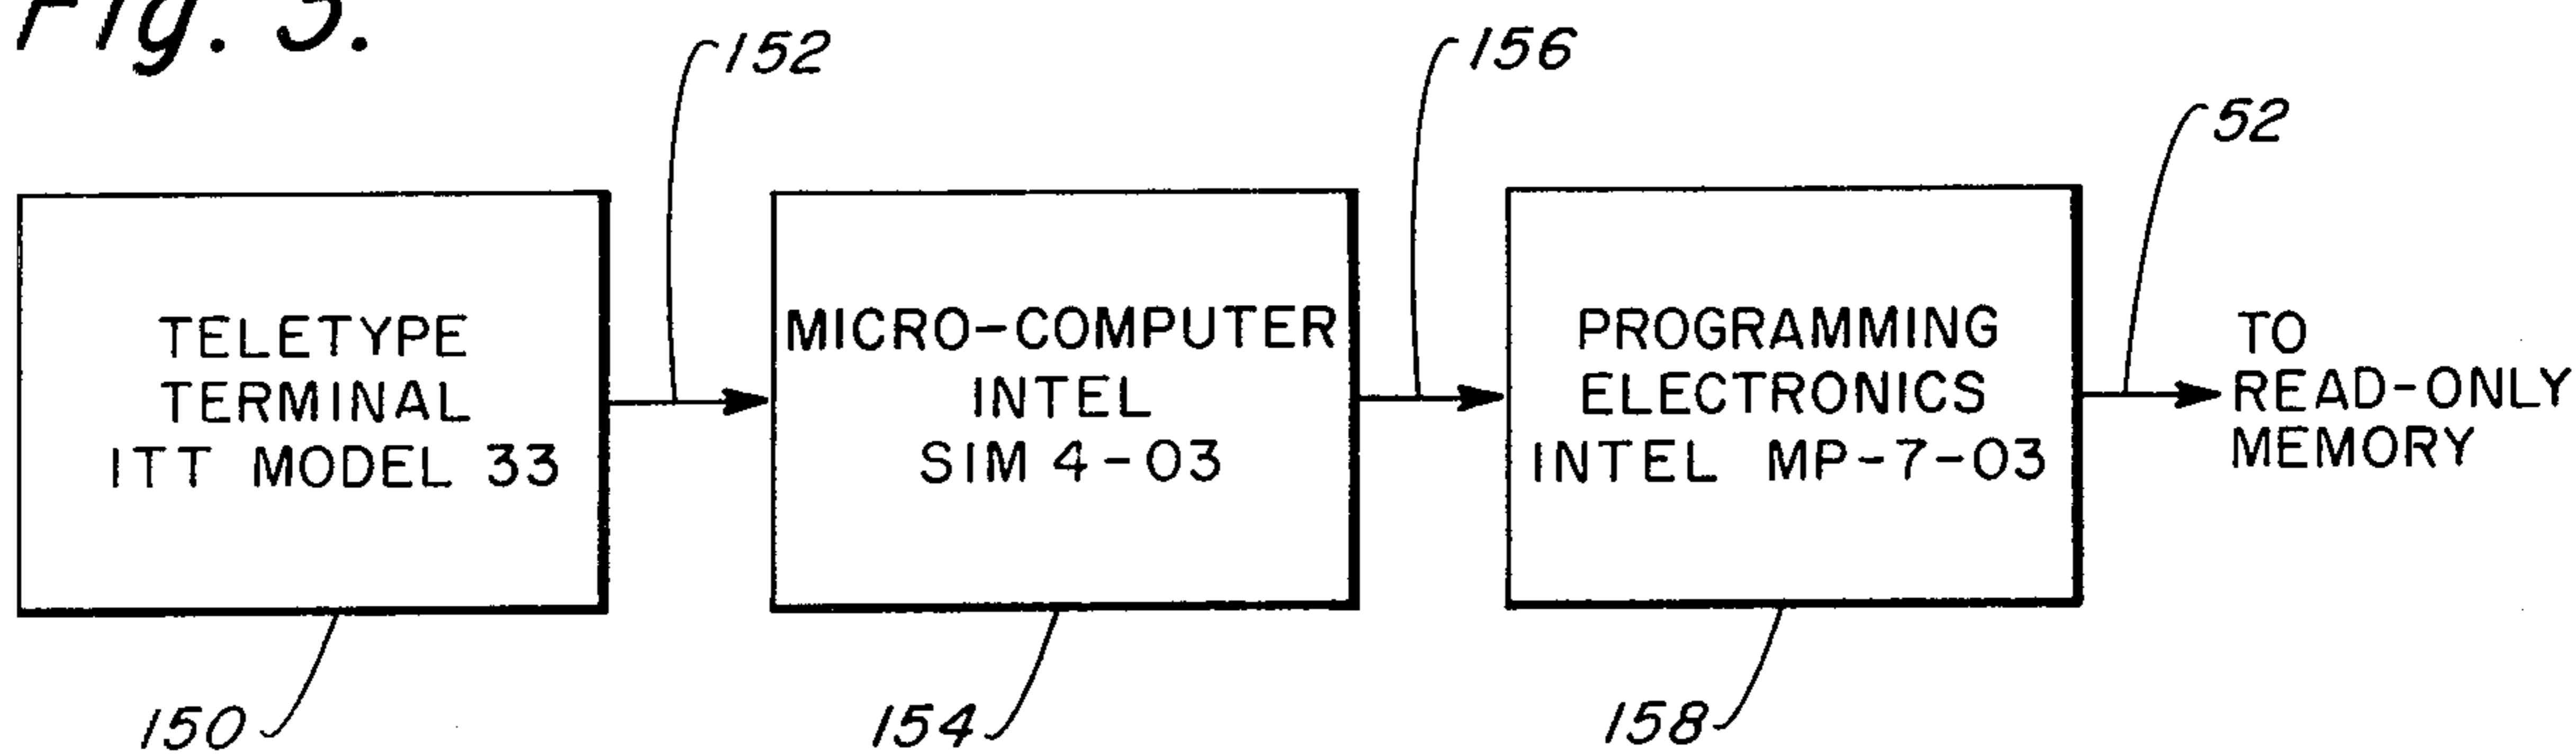 Fig. 3.
152
156
52
TELETYPE
TERMINAL
ITT MODEL 33
MICRO-COMPUTER
INTEL
SIM 4-03
PROGRAMMING
ELECTRONICS
INTEL MP-7-03
TO
READ-ONLY
MEMORY
150
154
158